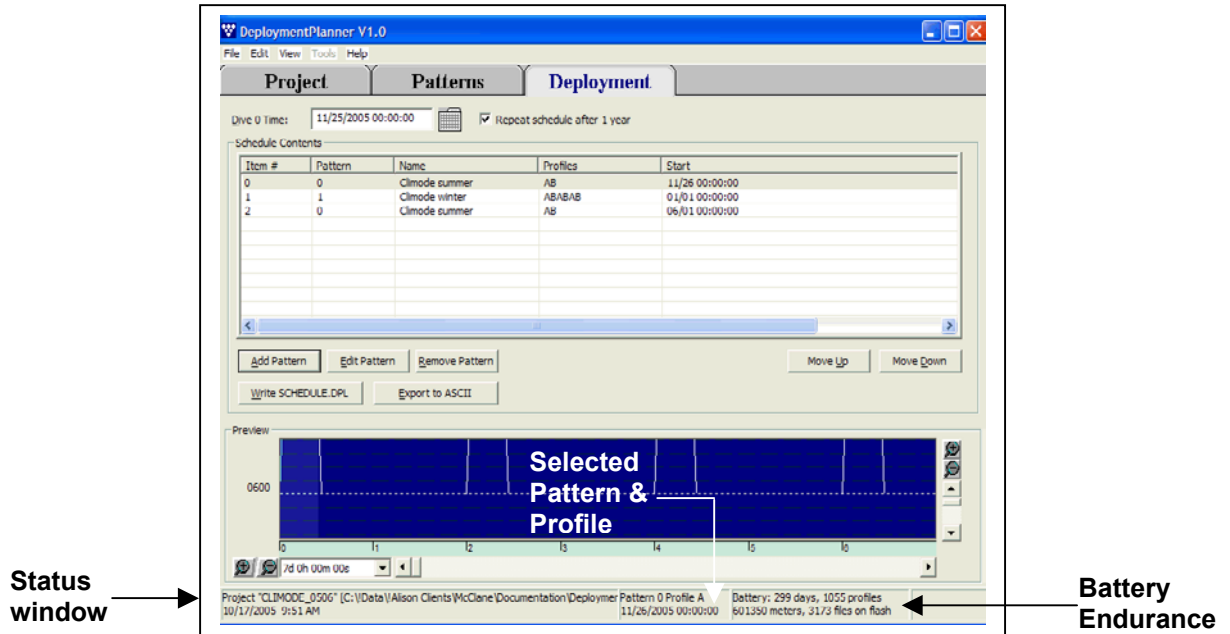 DeploymentPlanner V1.0
File Edit View Tools Help
Project Patterns Deployment
Dive 0 Time: 11/25/2005 00:00:00 Repeat schedule after 1 year
Schedule Contents
Item # Pattern Name Profiles Start
0 0 Climode summer AB 11/26 00:00:00
1 1 Climode winter ABABAB 01/01 00:00:00
2 0 Climode summer AB 06/01 00:00:00
Add Pattern Edit Pattern Remove Pattern Move Up Move Down
Write SCHEDULE.DPL Export to ASCII
Preview
0600
Selected
Pattern &
Profile
0 1 2 3 4 5 6
7d 0h 00m 00s
Status
window
Project "CLIMODE_0506" [C:\Data\!Alison Clients\McClane\Documentation\Deploymer
10/17/2005 9:51 AM
Pattern 0 Profile A
11/26/2005 00:00:00
Battery: 299 days, 1055 profiles
601350 meters, 3173 files on flash
Battery
Endurance